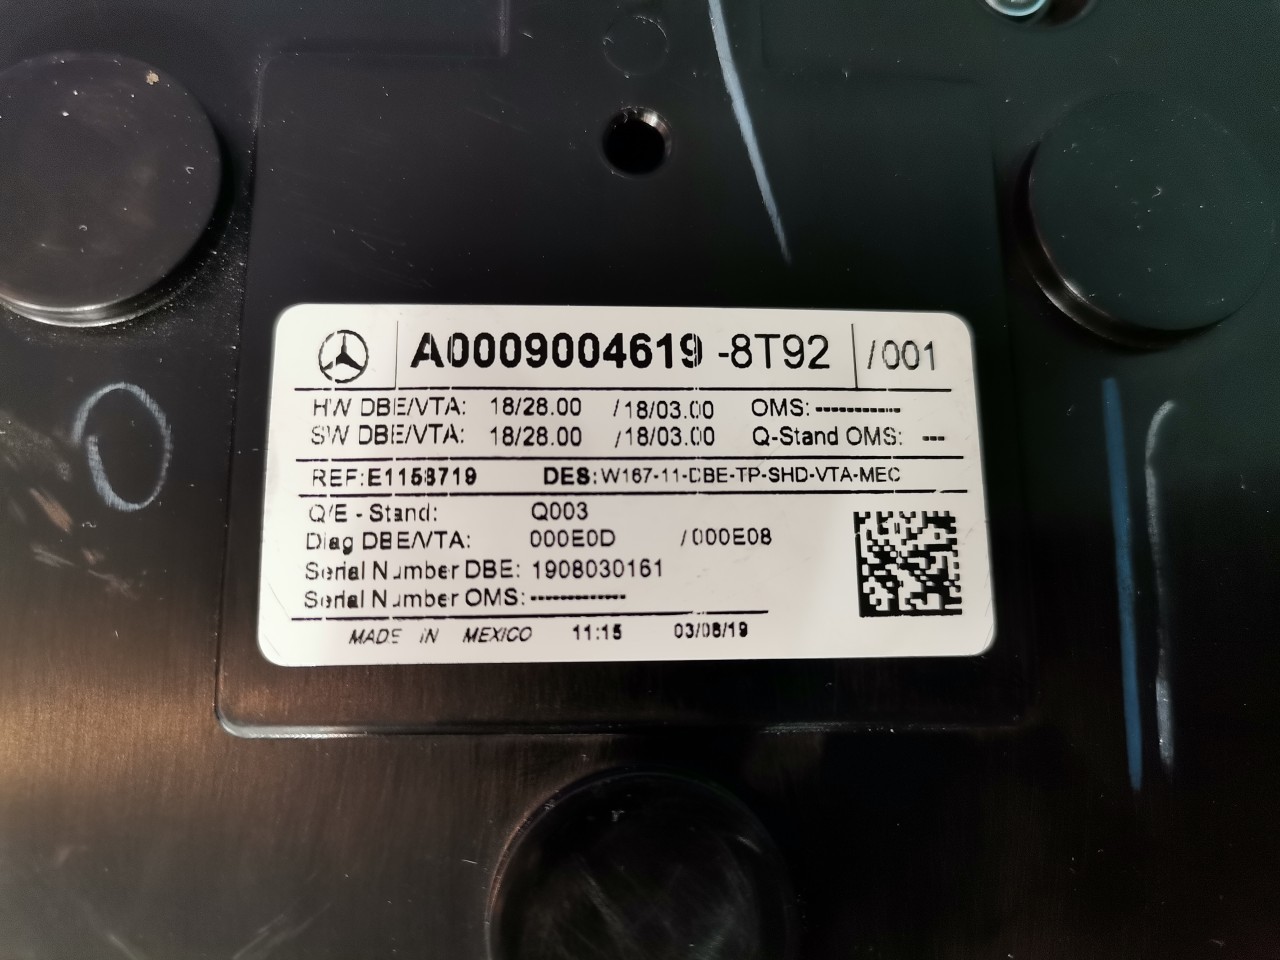 A0009004619 -8T92 /001
HW DBE/VTA: 18/28.00 /18/03.00 OMS: -----------
SW DBE/VTA: 18/28.00 /18/03.00 Q-Stand OMS: ---
REF:E1158719 DES:W167-11-DBE-TP-SHD-VTA-MEC
Q/E - Stand: Q003
Diag DBE/VTA: 000E0D /000E08
Serial Number DBE: 1908030161
Serial Number OMS: ------------
MADE IN MEXICO 11:15 03/08/19